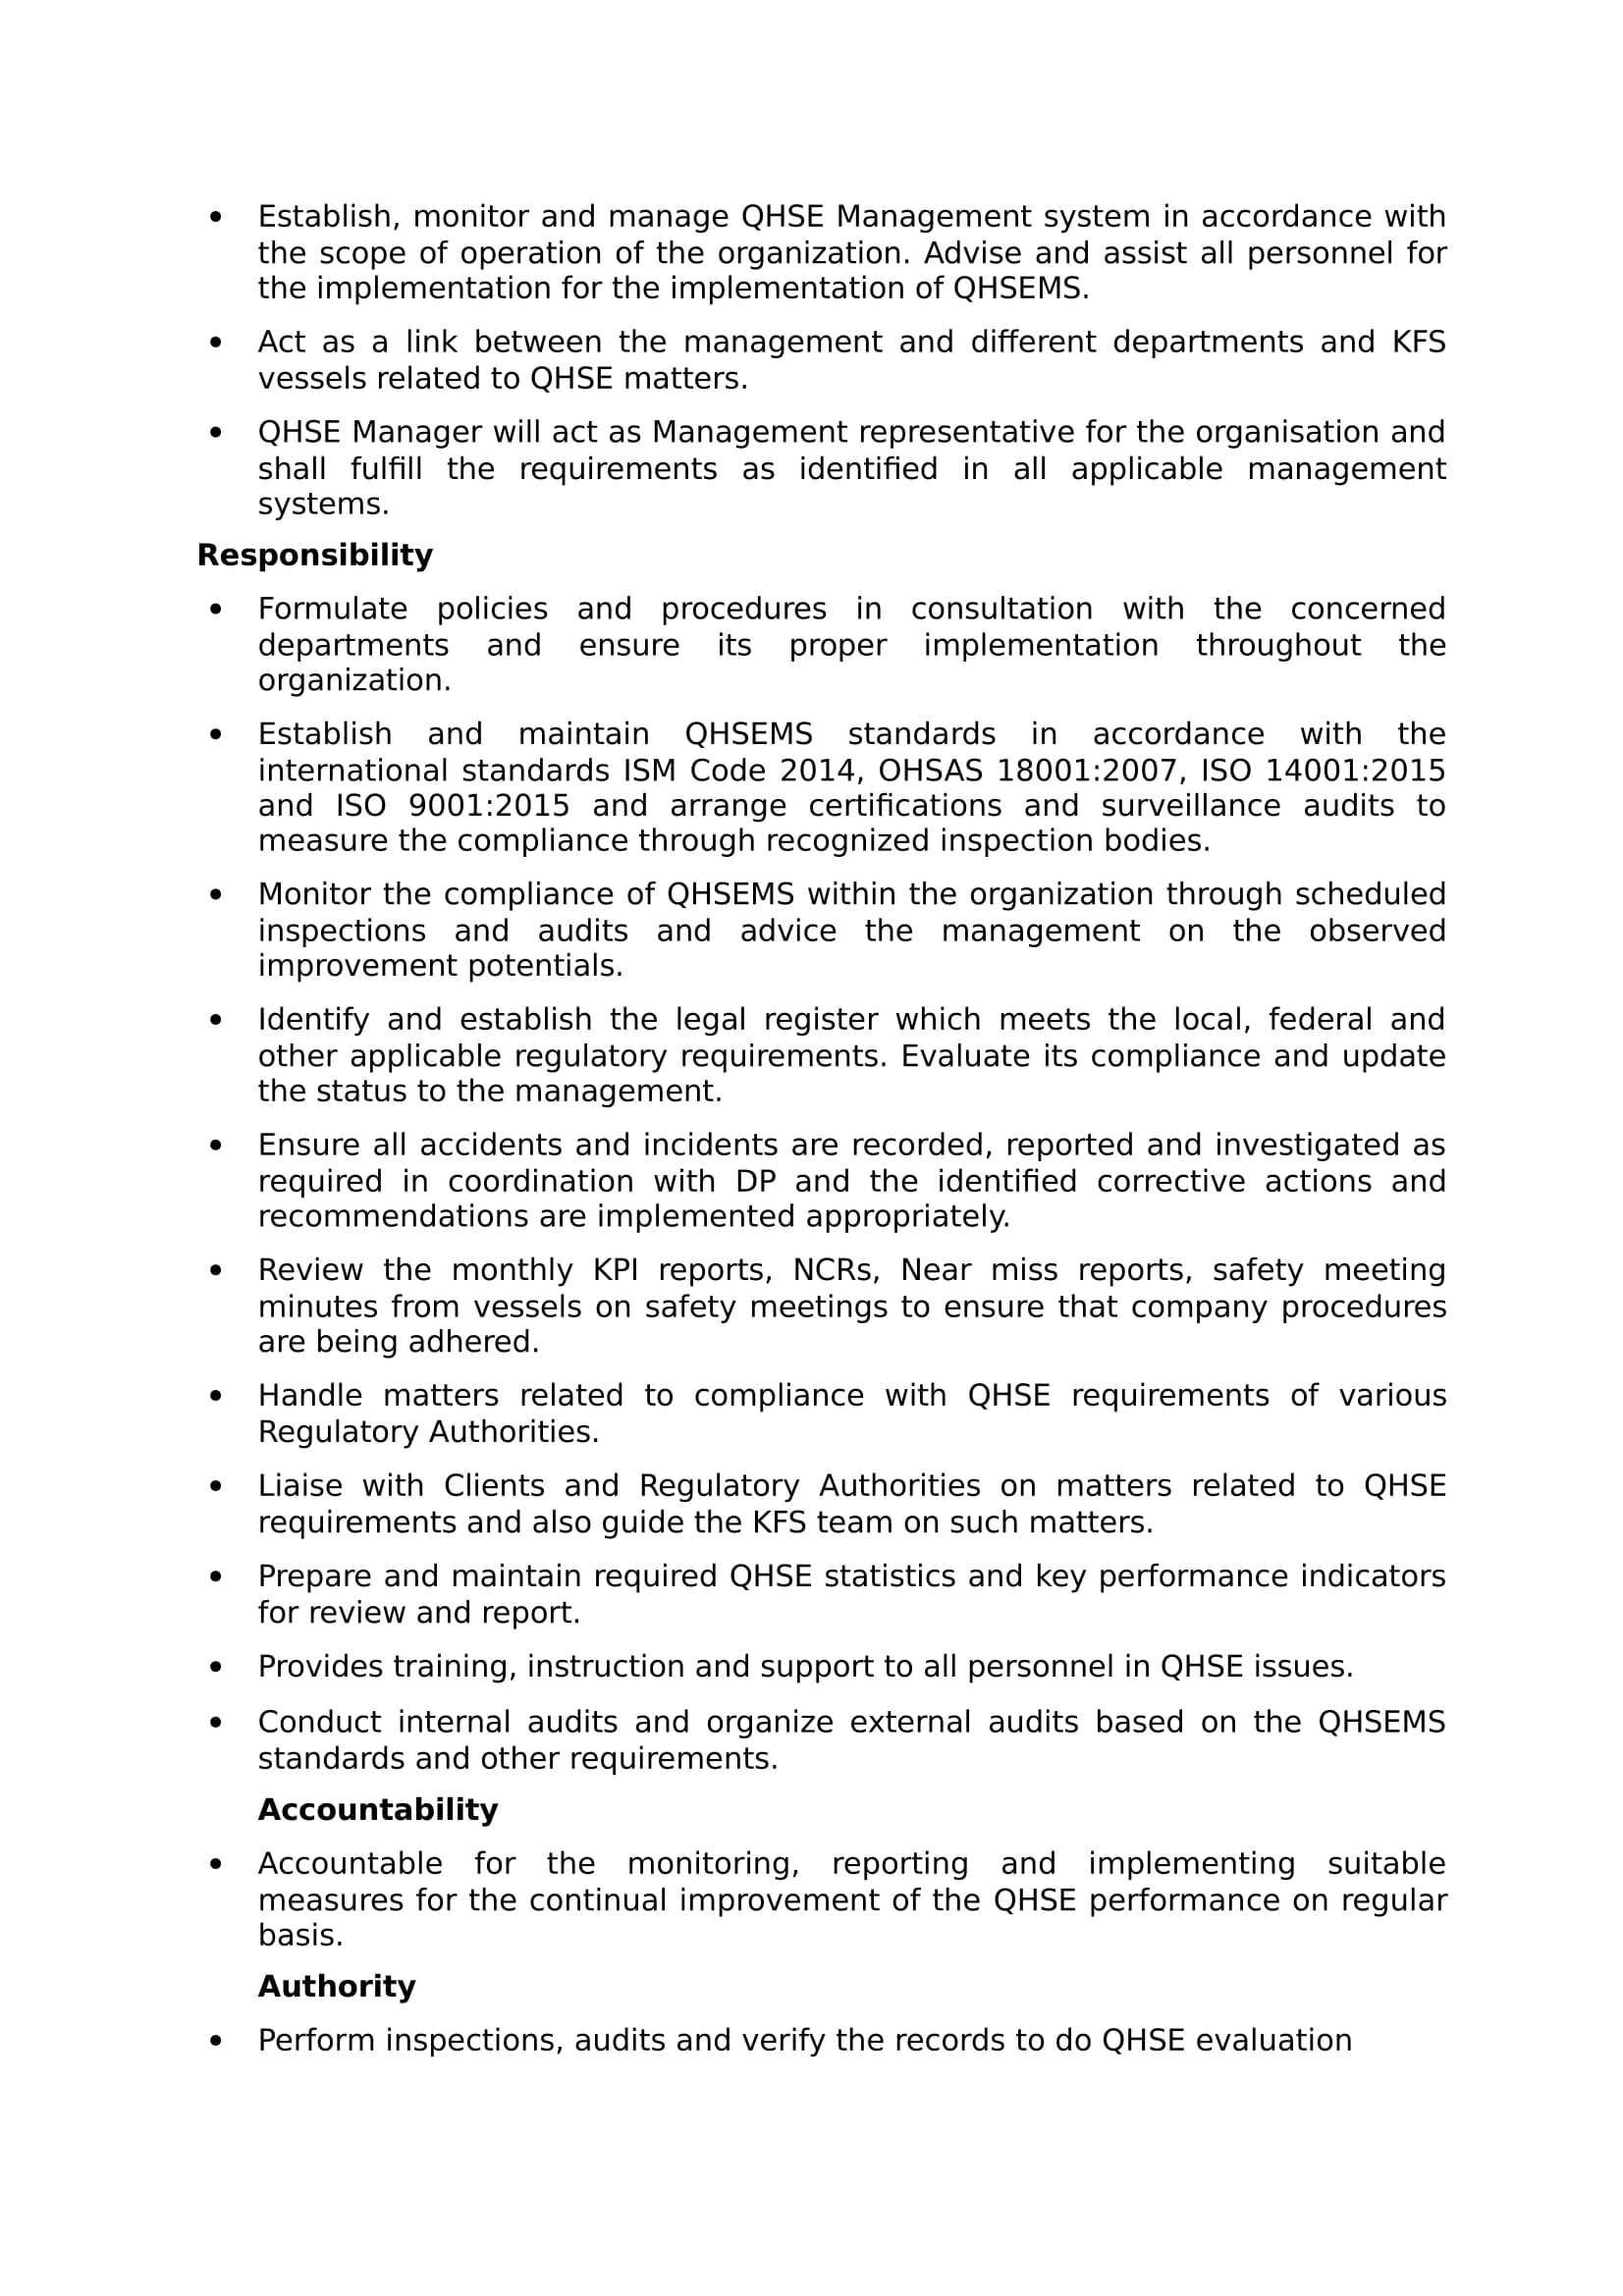 • Establish, monitor and manage QHSE Management system in accordance with
the scope of operation of the organization. Advise and assist all personnel for
the implementation for the implementation of QHSEMS.
• Act as a link between the management and different departments and KFS
vessels related to QHSE matters.
• QHSE Manager will act as Management representative for the organisation and
shall fulfill the requirements as identified in all applicable management
systems.
Responsibility
• Formulate policies and procedures in consultation with the concerned
departments and ensure its proper implementation throughout the
organization.
• Establish and maintain QHSEMS standards in accordance with the
international standards ISM Code 2014, OHSAS 18001:2007, ISO 14001:2015
and ISO 9001:2015 and arrange certifications and surveillance audits to
measure the compliance through recognized inspection bodies.
• Monitor the compliance of QHSEMS within the organization through scheduled
inspections and audits and advice the management on the observed
improvement potentials.
• Identify and establish the legal register which meets the local, federal and
other applicable regulatory requirements. Evaluate its compliance and update
the status to the management.
• Ensure all accidents and incidents are recorded, reported and investigated as
required in coordination with DP and the identified corrective actions and
recommendations are implemented appropriately.
• Review the monthly KPI reports, NCRs, Near miss reports, safety meeting
minutes from vessels on safety meetings to ensure that company procedures
are being adhered.
• Handle matters related to compliance with QHSE requirements of various
Regulatory Authorities.
• Liaise with Clients and Regulatory Authorities on matters related to QHSE
requirements and also guide the KFS team on such matters.
• Prepare and maintain required QHSE statistics and key performance indicators
for review and report.
• Provides training, instruction and support to all personnel in QHSE issues.
• Conduct internal audits and organize external audits based on the QHSEMS
standards and other requirements.
Accountability
• Accountable for the monitoring, reporting and implementing suitable
measures for the continual improvement of the QHSE performance on regular
basis.
Authority
• Perform inspections, audits and verify the records to do QHSE evaluation